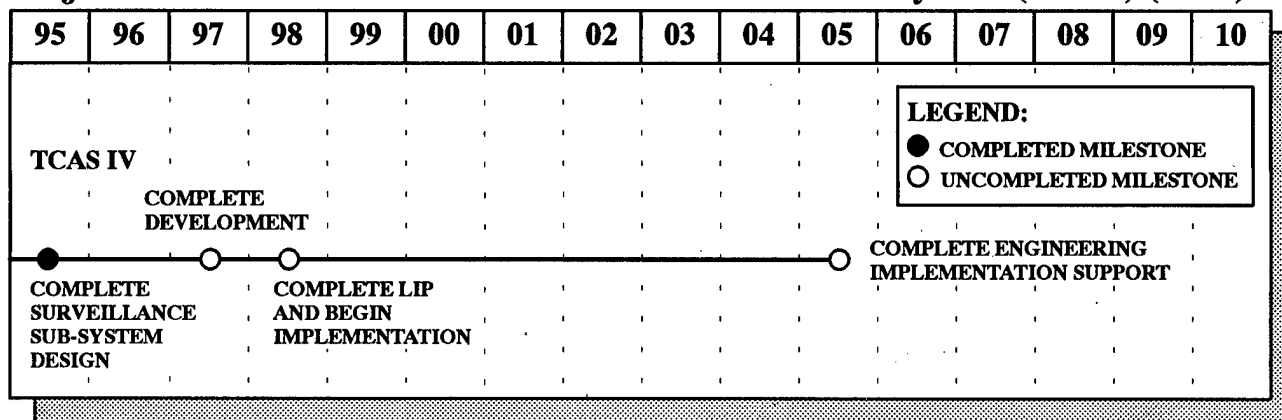 95 96 97 98 99 00 01 02 03 04 05 06 07 08 09 10
LEGEND:
COMPLETED MILESTONE
UNCOMPLETED MILESTONE
TCAS IV
COMPLETE
DEVELOPMENT
COMPLETE ENGINEERING
IMPLEMENTATION SUPPORT
COMPLETE
SURVEILLANCE
SUB-SYSTEM
DESIGN
COMPLETE LIP
AND BEGIN
IMPLEMENTATION